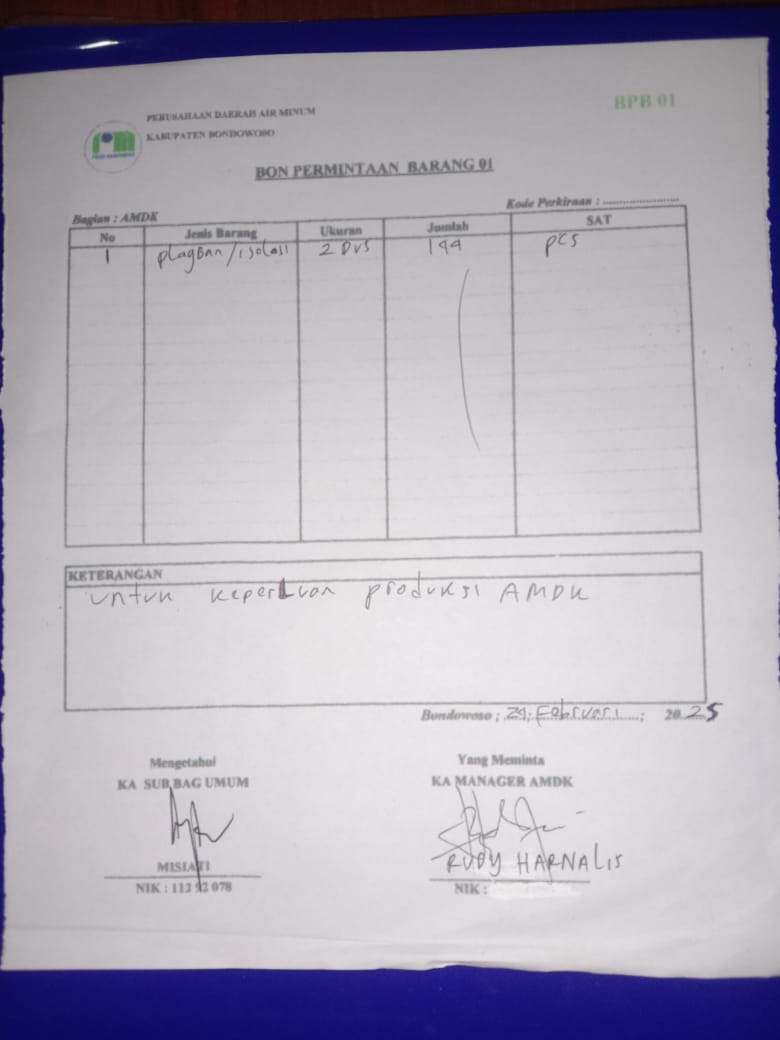 BPB 01
PERUSAHAAN DAERAH AIR MINUM
KABUPATEN BONDOWOSO
BON PERMINTAAN BARANG 01
Kode Perkiraan : ........................
Bagian : AMDK
No Jenis Barang Ukuran Jumlah SAT
1 plagban/isolasi 2 DUS 144 pcs
KETERANGAN
untuk keperluan produksi AMDK
Bondowoso ; 24. Februari......; 20.25
Mengetahui
KA SUB BAG UMUM
MISIATI
NIK : 112 92 078
Yang Meminta
KA MANAGER AMDK
RUDY HARNALIS
NIK :